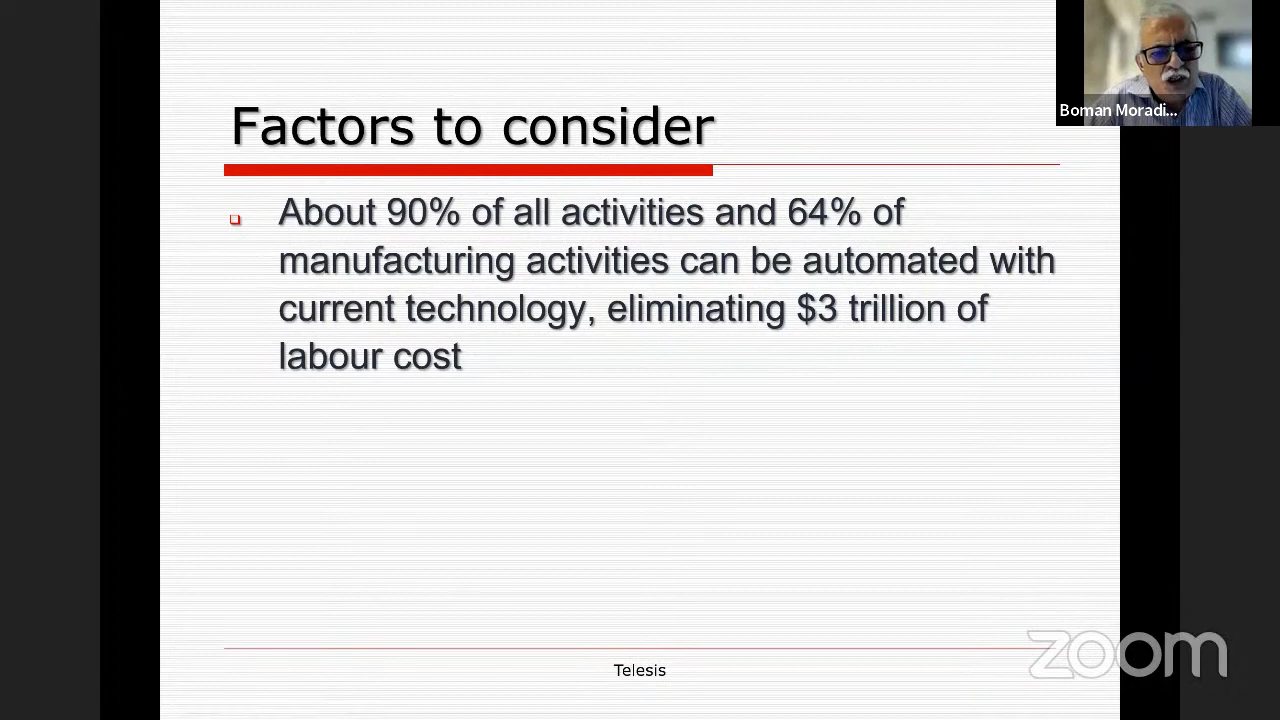 Factors to consider
Boman Moradi...
About 90% of all activities and 64% of
manufacturing activities can be automated with
current technology, eliminating $3 trillion of
labour cost
zoom
Telesis